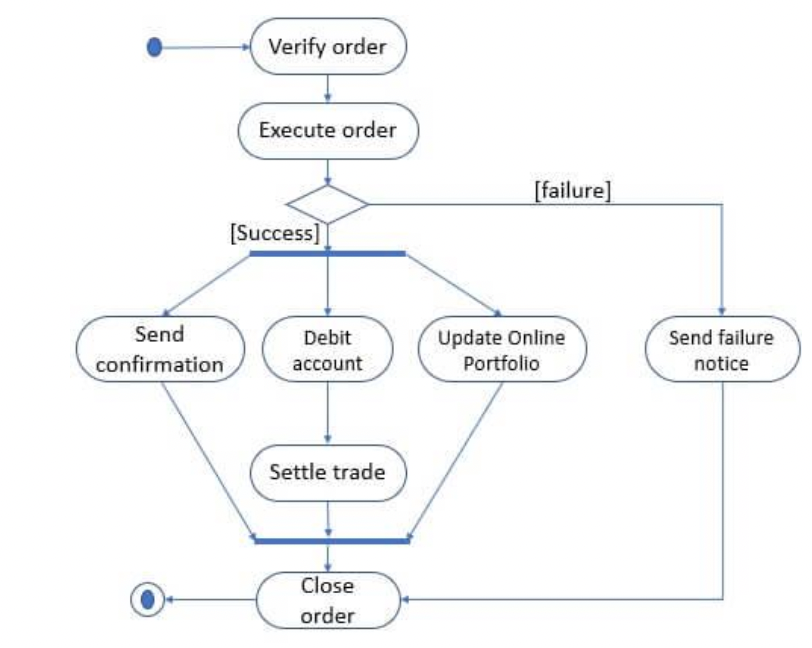 Verify order
Execute order
[failure]
[Success]
Send
confirmation
Debit
account
Update Online
Portfolio
Send failure
notice
Settle trade
Close
order